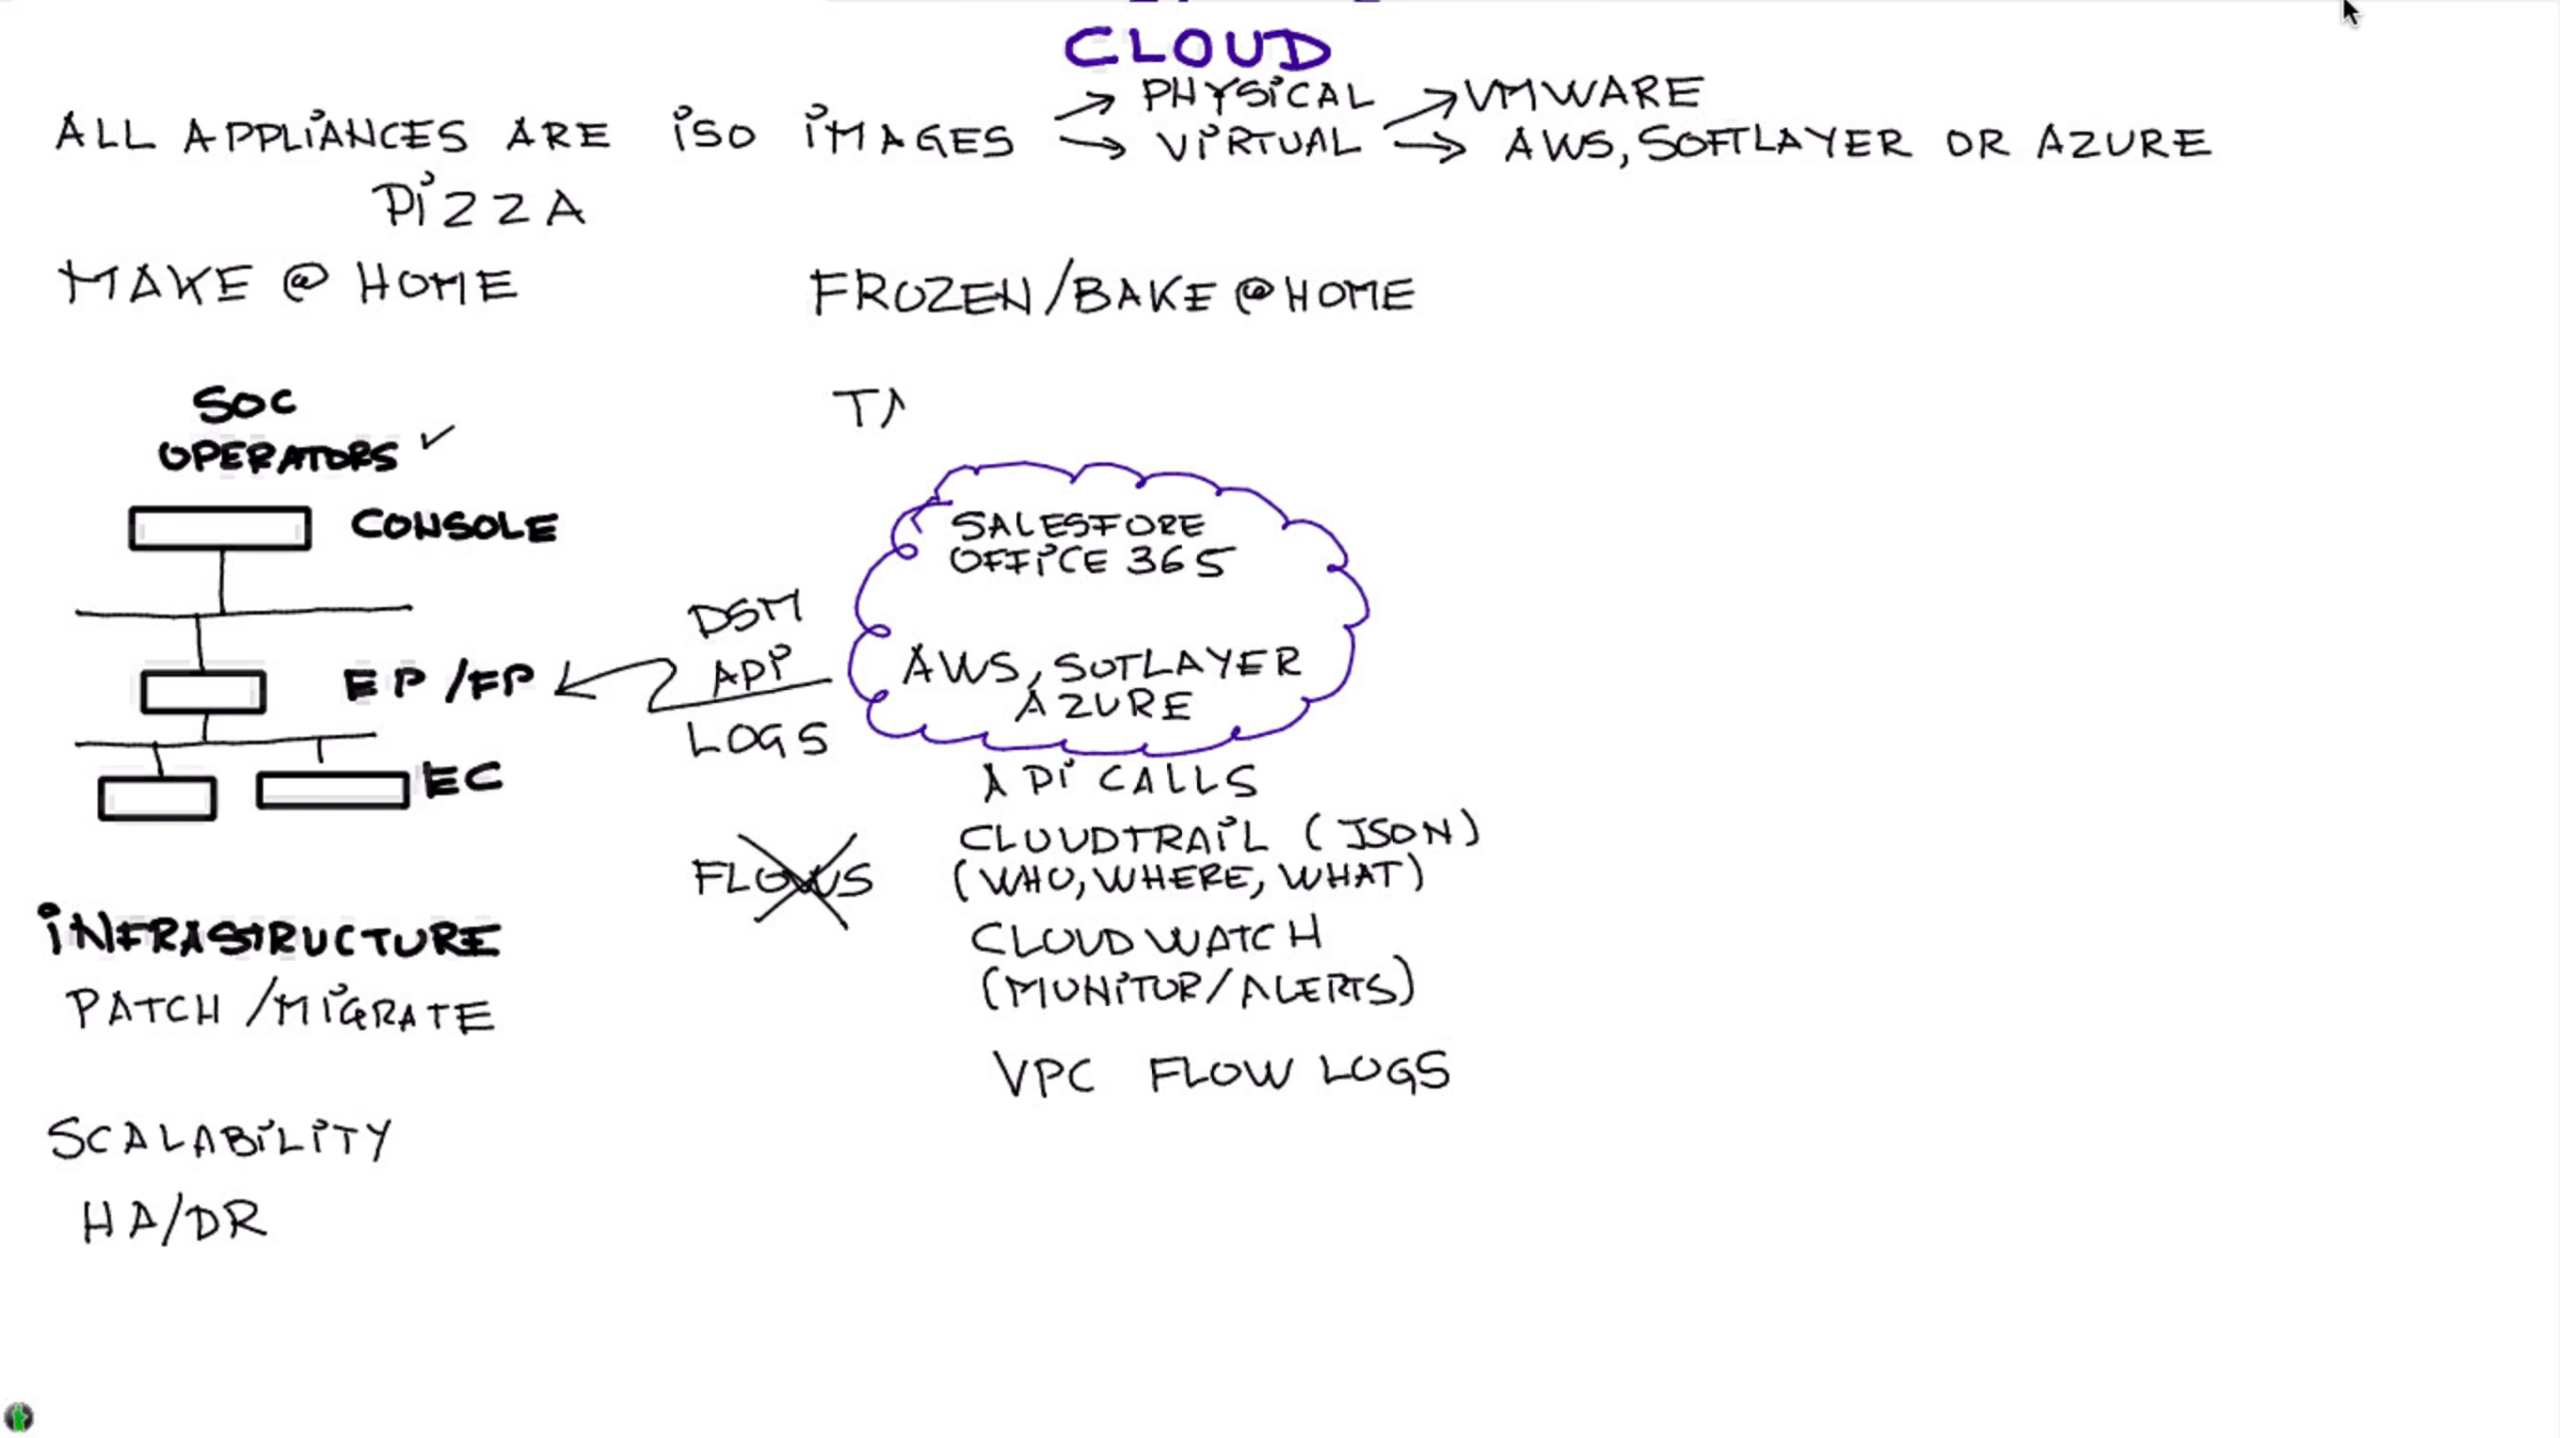 CLOUD
ALL APPLIANCES ARE ISO IMAGES
PHYSICAL
VIRTUAL
VMWARE
AWS, SOFTLAYER OR AZURE
PIZZA
MAKE @ HOME
FROZEN/BAKE @ HOME
SOC
OPERATORS
CONSOLE
EP/FP
EC
INFRASTRUCTURE
PATCH/MIGRATE
SCALABILITY
HA/DR
DSM
API
LOGS
FLOWS
SALESFORE
OFFICE 365
AWS, SOTLAYER
AZURE
API CALLS
CLOUDTRAIL (JSON)
(WHO, WHERE, WHAT)
CLOUD WATCH
(MONITOR/ALERTS)
VPC FLOW LOGS